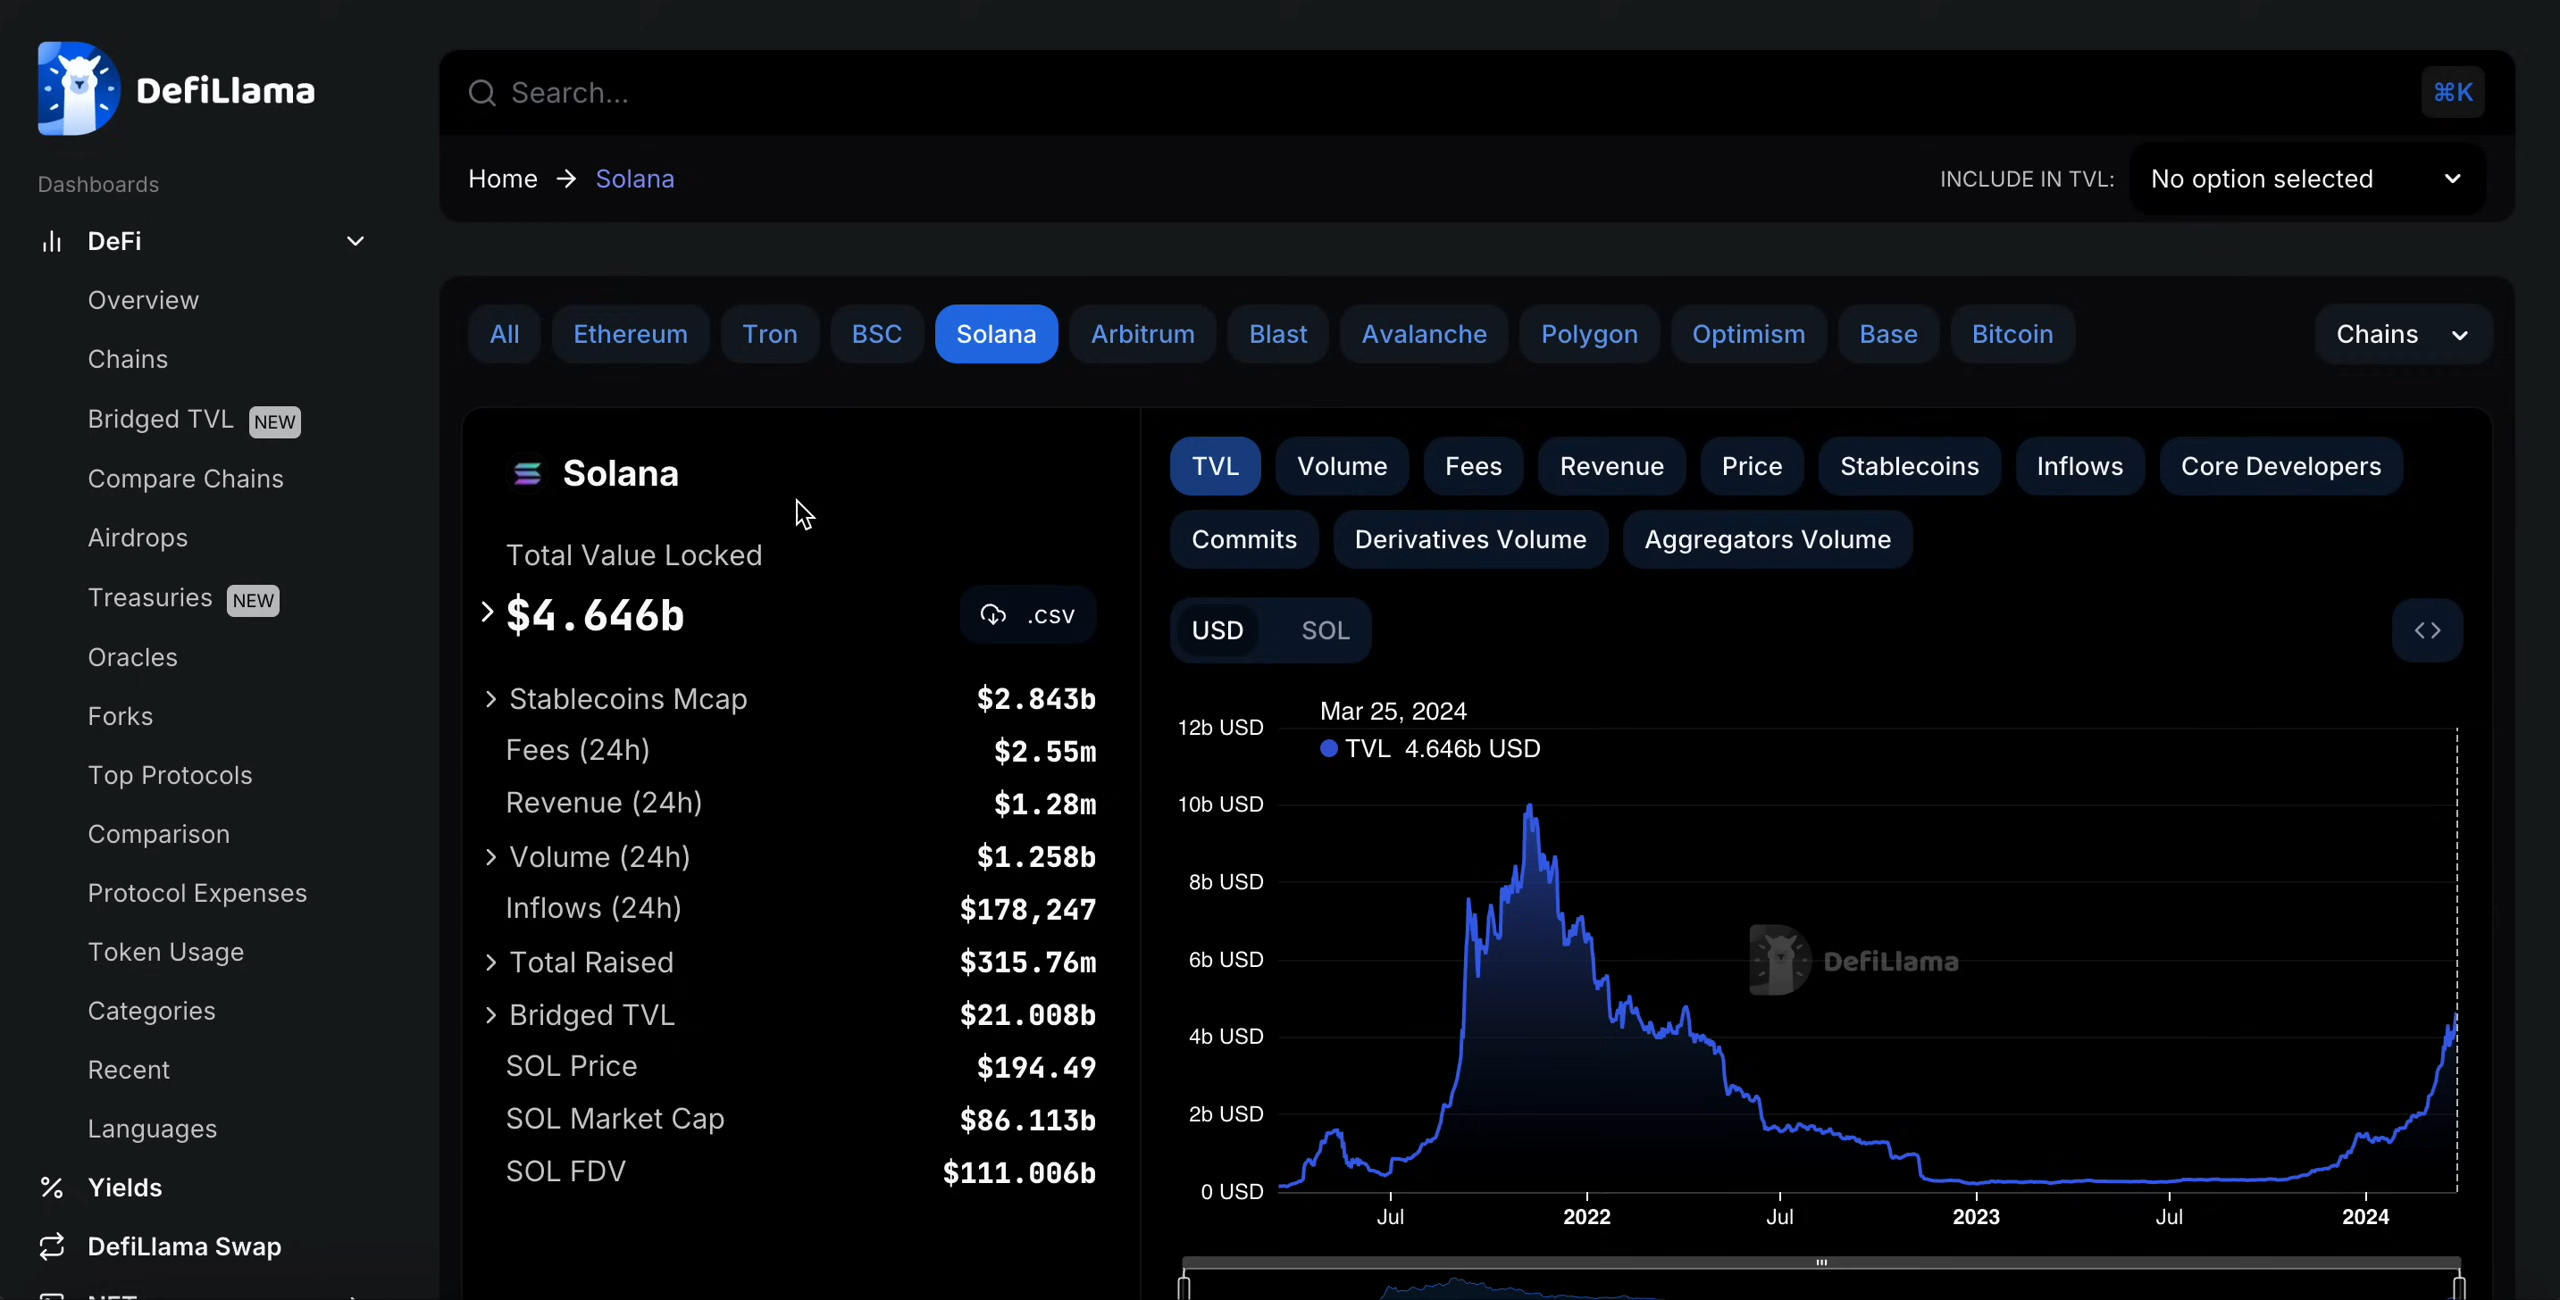 DefiLlama
Search...
⌘K
Home → Solana
INCLUDE IN TVL: No option selected
Dashboards
DeFi
Overview
Chains
Bridged TVL NEW
Compare Chains
Airdrops
Treasuries NEW
Oracles
Forks
Top Protocols
Comparison
Protocol Expenses
Token Usage
Categories
Recent
Languages
Yields
DefiLlama Swap
All Ethereum Tron BSC Solana Arbitrum Blast Avalanche Polygon Optimism Base Bitcoin Chains
Solana
Total Value Locked
$4.646b .csv
Stablecoins Mcap $2.843b
Fees (24h) $2.55m
Revenue (24h) $1.28m
Volume (24h) $1.258b
Inflows (24h) $178,247
Total Raised $315.76m
Bridged TVL $21.008b
SOL Price $194.49
SOL Market Cap $86.113b
SOL FDV $111.006b
TVL Volume Fees Revenue Price Stablecoins Inflows Core Developers
Commits Derivatives Volume Aggregators Volume
USD SOL
Mar 25, 2024
TVL 4.646b USD
12b USD
10b USD
8b USD
6b USD
4b USD
2b USD
0 USD
DefiLlama
Jul 2022 Jul 2023 Jul 2024